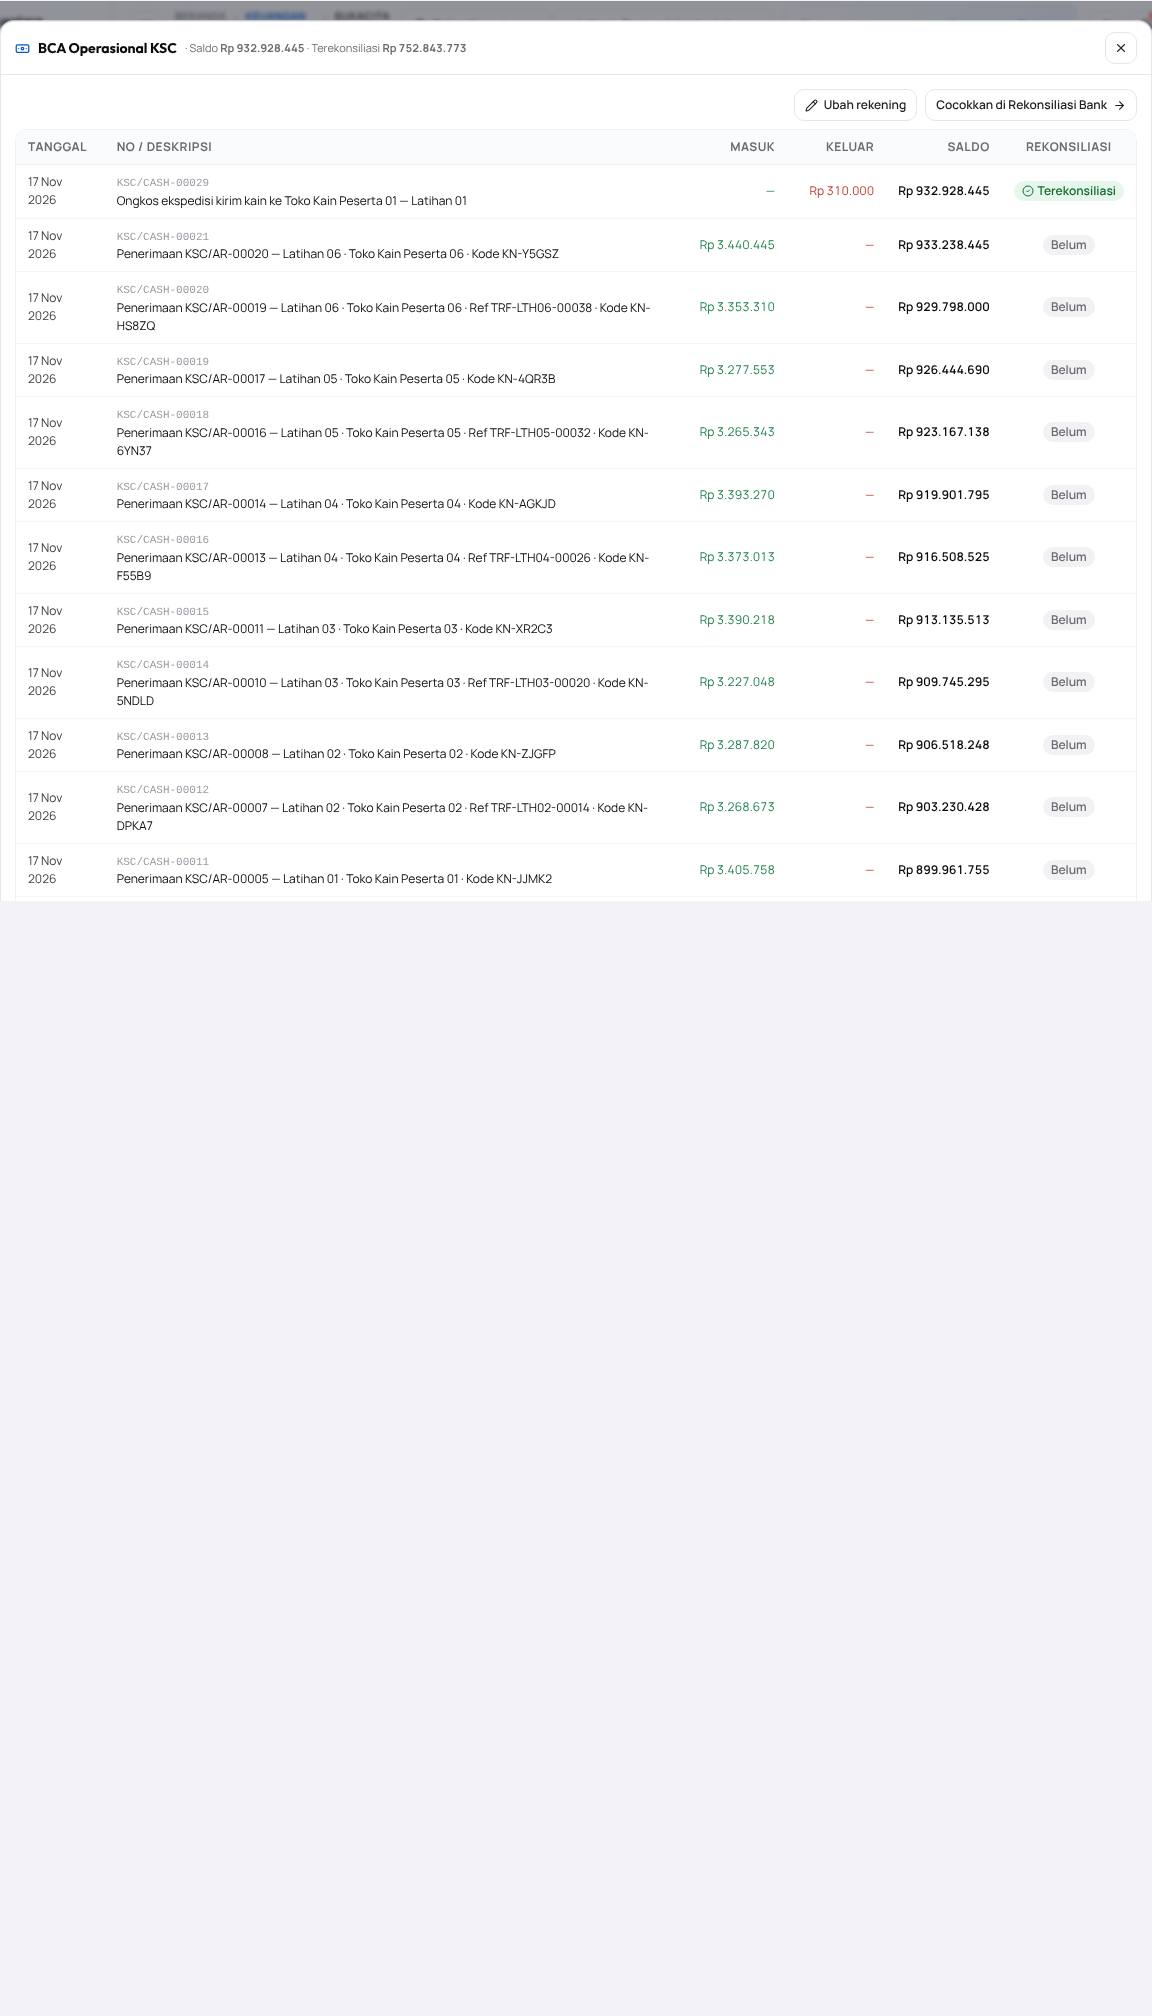 BERANDA KEUANGAN
BCA Operasional KSC · Saldo Rp 932.928.445 · Terekonsiliasi Rp 752.843.773
Ubah rekening Cocokkan di Rekonsiliasi Bank
TANGGAL NO / DESKRIPSI MASUK KELUAR SALDO REKONSILIASI
17 Nov 2026
KSC/CASH-00029
Ongkos ekspedisi kirim kain ke Toko Kain Peserta 01 — Latihan 01
— Rp 310.000 Rp 932.928.445 Terekonsiliasi
17 Nov 2026
KSC/CASH-00021
Penerimaan KSC/AR-00020 — Latihan 06 · Toko Kain Peserta 06 · Kode KN-Y5GSZ
Rp 3.440.445 — Rp 933.238.445 Belum
17 Nov 2026
KSC/CASH-00020
Penerimaan KSC/AR-00019 — Latihan 06 · Toko Kain Peserta 06 · Ref TRF-LTH06-00038 · Kode KN-
HS8ZQ
Rp 3.353.310 — Rp 929.798.000 Belum
17 Nov 2026
KSC/CASH-00019
Penerimaan KSC/AR-00017 — Latihan 05 · Toko Kain Peserta 05 · Kode KN-4QR3B
Rp 3.277.553 — Rp 926.444.690 Belum
17 Nov 2026
KSC/CASH-00018
Penerimaan KSC/AR-00016 — Latihan 05 · Toko Kain Peserta 05 · Ref TRF-LTH05-00032 · Kode KN-
6YN37
Rp 3.265.343 — Rp 923.167.138 Belum
17 Nov 2026
KSC/CASH-00017
Penerimaan KSC/AR-00014 — Latihan 04 · Toko Kain Peserta 04 · Kode KN-AGKJD
Rp 3.393.270 — Rp 919.901.795 Belum
17 Nov 2026
KSC/CASH-00016
Penerimaan KSC/AR-00013 — Latihan 04 · Toko Kain Peserta 04 · Ref TRF-LTH04-00026 · Kode KN-
F55B9
Rp 3.373.013 — Rp 916.508.525 Belum
17 Nov 2026
KSC/CASH-00015
Penerimaan KSC/AR-00011 — Latihan 03 · Toko Kain Peserta 03 · Kode KN-XR2C3
Rp 3.390.218 — Rp 913.135.513 Belum
17 Nov 2026
KSC/CASH-00014
Penerimaan KSC/AR-00010 — Latihan 03 · Toko Kain Peserta 03 · Ref TRF-LTH03-00020 · Kode KN-
5NDLD
Rp 3.227.048 — Rp 909.745.295 Belum
17 Nov 2026
KSC/CASH-00013
Penerimaan KSC/AR-00008 — Latihan 02 · Toko Kain Peserta 02 · Kode KN-ZJGFP
Rp 3.287.820 — Rp 906.518.248 Belum
17 Nov 2026
KSC/CASH-00012
Penerimaan KSC/AR-00007 — Latihan 02 · Toko Kain Peserta 02 · Ref TRF-LTH02-00014 · Kode KN-
DPKA7
Rp 3.268.673 — Rp 903.230.428 Belum
17 Nov 2026
KSC/CASH-00011
Penerimaan KSC/AR-00005 — Latihan 01 · Toko Kain Peserta 01 · Kode KN-JJMK2
Rp 3.405.758 — Rp 899.961.755 Belum